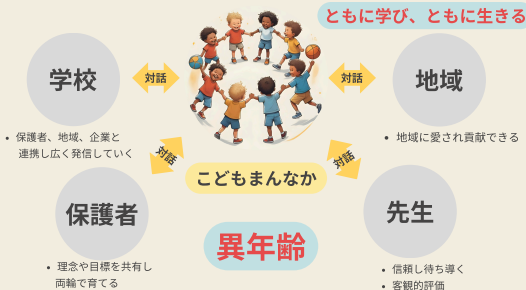 ともに学び、ともに生きる
学校
対話
対話
地域
• 保護者、地域、企業と
連携し広く発信していく
• 地域に愛され貢献できる
対話
対話
こどもまんなか
保護者
先生
異年齢
• 理念や目標を共有し
両輪で育てる
• 信頼し待ち導く
• 客観的評価